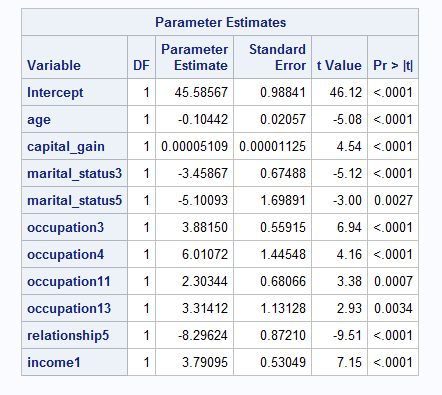 Parameter Estimates
Variable DF Parameter Estimate Standard Error t Value Pr > |t|
Intercept 1 45.58567 0.98841 46.12 <.0001
age 1 -0.10442 0.02057 -5.08 <.0001
capital_gain 1 0.00005109 0.00001125 4.54 <.0001
marital_status3 1 -3.45867 0.67488 -5.12 <.0001
marital_status5 1 -5.10093 1.69891 -3.00 0.0027
occupation3 1 3.88150 0.55915 6.94 <.0001
occupation4 1 6.01072 1.44548 4.16 <.0001
occupation11 1 2.30344 0.68066 3.38 0.0007
occupation13 1 3.31412 1.13128 2.93 0.0034
relationship5 1 -8.29624 0.87210 -9.51 <.0001
income1 1 3.79095 0.53049 7.15 <.0001